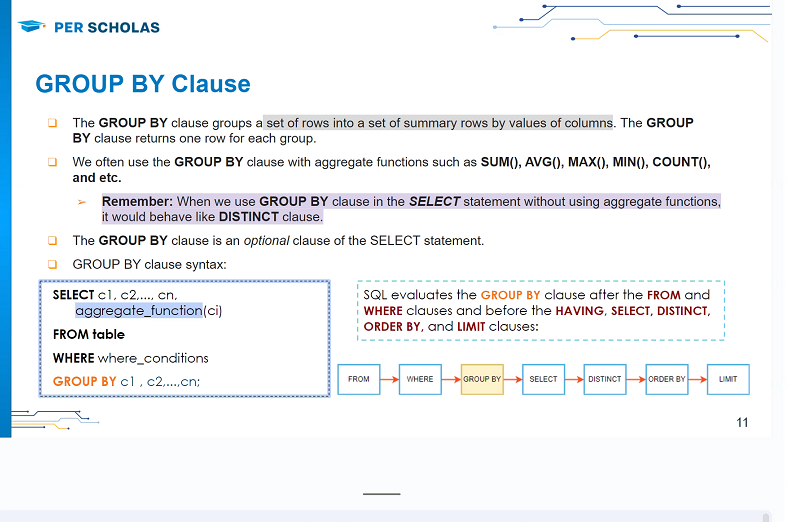 PER SCHOLAS
GROUP BY Clause
The GROUP BY clause groups a set of rows into a set of summary rows by values of columns. The GROUP
BY clause returns one row for each group.
We often use the GROUP BY clause with aggregate functions such as SUM(), AVG(), MAX(), MIN(), COUNT(),
and etc.
Remember: When we use GROUP BY clause in the SELECT statement without using aggregate functions,
it would behave like DISTINCT clause.
The GROUP BY clause is an optional clause of the SELECT statement.
GROUP BY clause syntax:
SELECT c1, c2,..., cn,
aggregate_function(ci)
FROM table
WHERE where_conditions
GROUP BY c1 , c2,...,cn;
SQL evaluates the GROUP BY clause after the FROM and
WHERE clauses and before the HAVING, SELECT, DISTINCT,
ORDER BY, and LIMIT clauses:
FROM WHERE GROUP BY SELECT DISTINCT ORDER BY LIMIT
11